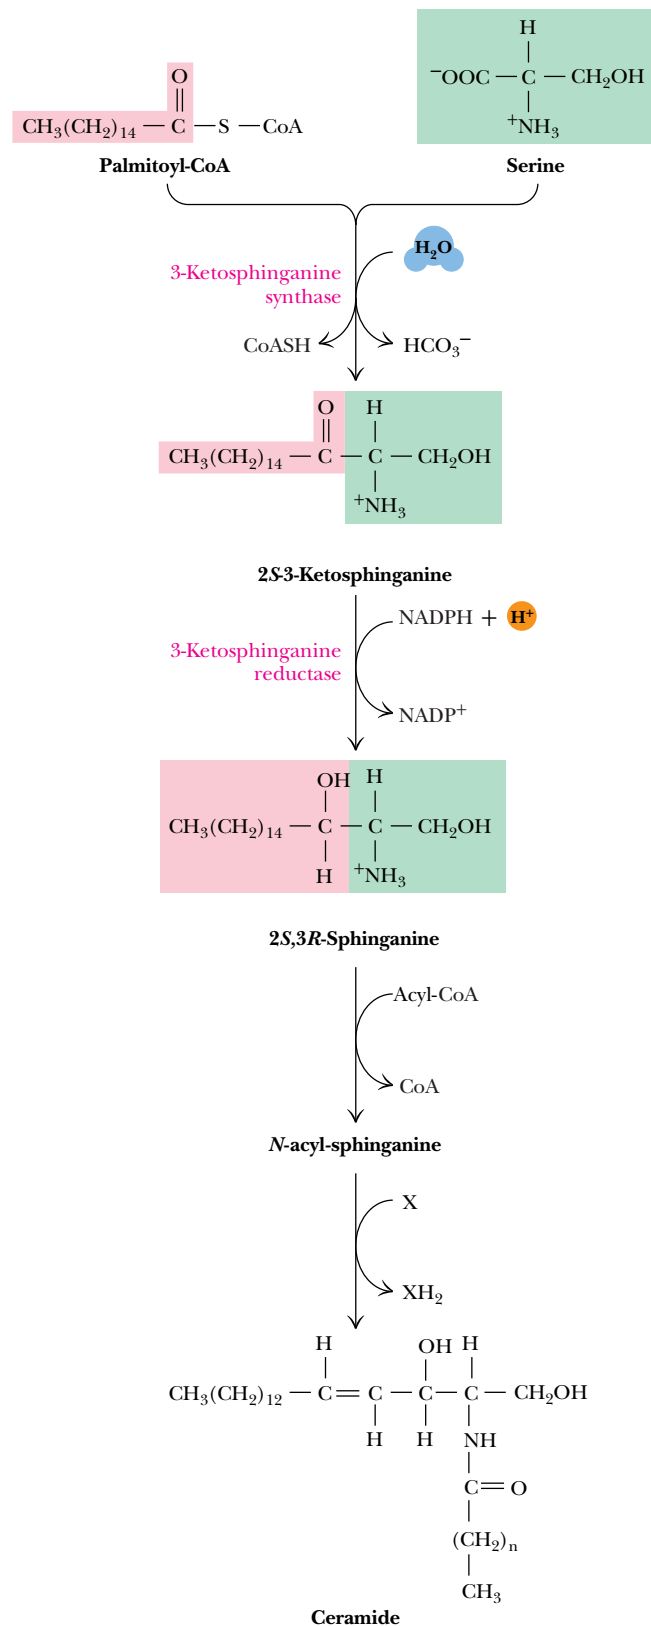 O
CH₃(CH₂)₁₄ — C — S — CoA
Palmitoyl-CoA
H
⁻OOC — C — CH₂OH
⁺NH₃
Serine
H₂O
3-Ketosphinganine
synthase
CoASH
HCO₃⁻
O H
CH₃(CH₂)₁₄ — C — C — CH₂OH
⁺NH₃
2S-3-Ketosphinganine
NADPH + H⁺
3-Ketosphinganine
reductase
NADP⁺
OH H
CH₃(CH₂)₁₄ — C — C — CH₂OH
H ⁺NH₃
2S,3R-Sphinganine
Acyl-CoA
CoA
N-acyl-sphinganine
X
XH₂
H OH H
CH₃(CH₂)₁₂ — C = C — C — C — CH₂OH
H H NH
C = O
(CH₂)ₙ
CH₃
Ceramide